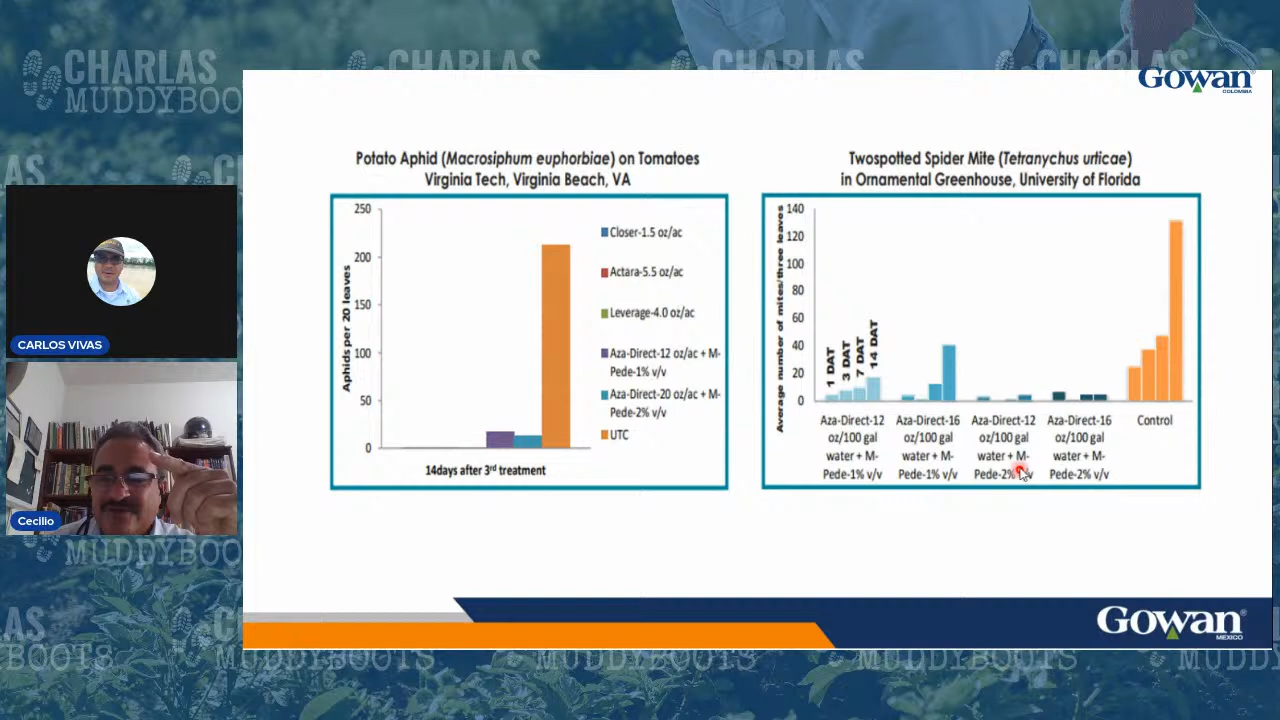 CHARLAS
MUDDYBOOTS
Gowan
COLOMBIA
Potato Aphid (Macrosiphum euphorbiae) on Tomatoes
Virginia Tech, Virginia Beach, VA
Aphids per 20 leaves
250
200
150
100
50
0
14days after 3rd treatment
Closer-1.5 oz/ac
Actara-5.5 oz/ac
Leverage-4.0 oz/ac
Aza-Direct-12 oz/ac + M-
Pede-1% v/v
Aza-Direct-20 oz/ac + M-
Pede-2% v/v
UTC
Twospotted Spider Mite (Tetranychus urticae)
in Ornamental Greenhouse, University of Florida
Average number of mites/three leaves
140
120
100
80
60
40
20
0
1 DAT
3 DAT
7 DAT
14 DAT
Aza-Direct-12
oz/100 gal
water + M-
Pede-1% v/v
Aza-Direct-16
oz/100 gal
water + M-
Pede-1% v/v
Aza-Direct-12
oz/100 gal
water + M-
Pede-2% v/v
Aza-Direct-16
oz/100 gal
water + M-
Pede-2% v/v
Control
CARLOS VIVAS
Cecilio
Gowan
MEXICO
MUDDYBOOTS